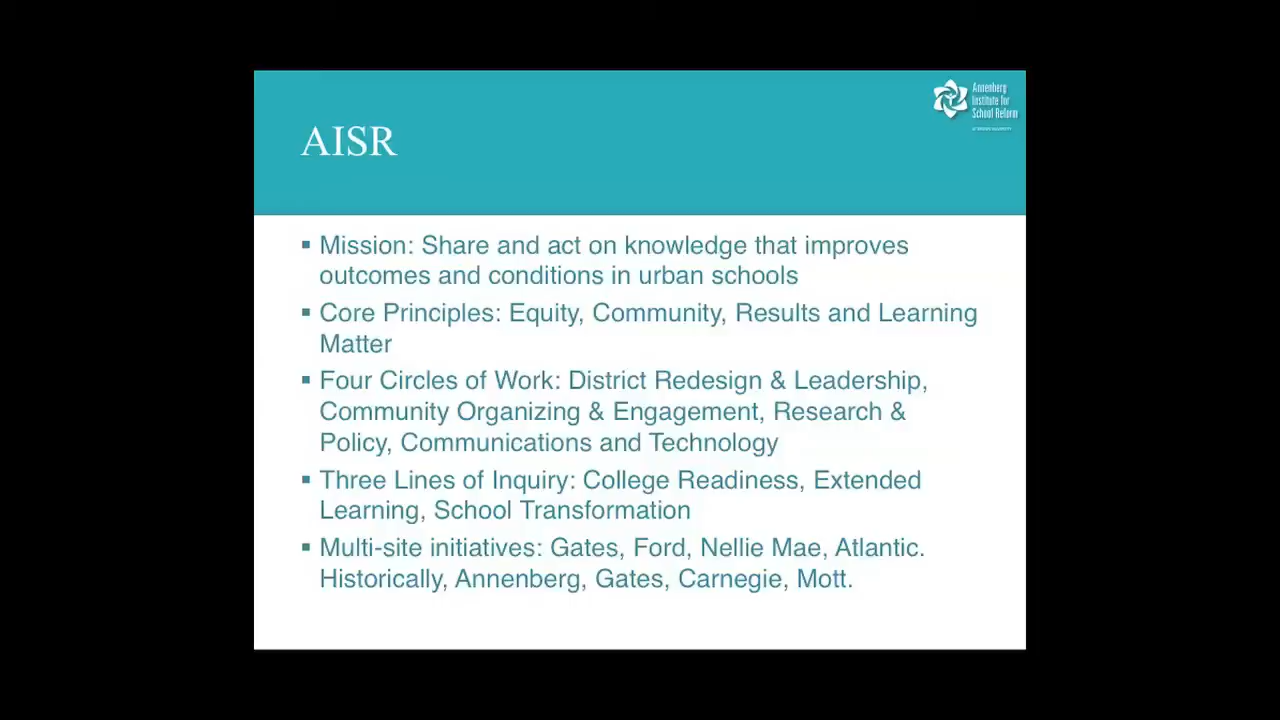 Annenberg
Institute for
School Reform
AT BROWN UNIVERSITY
AISR
Mission: Share and act on knowledge that improves
outcomes and conditions in urban schools
Core Principles: Equity, Community, Results and Learning
Matter
Four Circles of Work: District Redesign & Leadership,
Community Organizing & Engagement, Research &
Policy, Communications and Technology
Three Lines of Inquiry: College Readiness, Extended
Learning, School Transformation
Multi-site initiatives: Gates, Ford, Nellie Mae, Atlantic.
Historically, Annenberg, Gates, Carnegie, Mott.